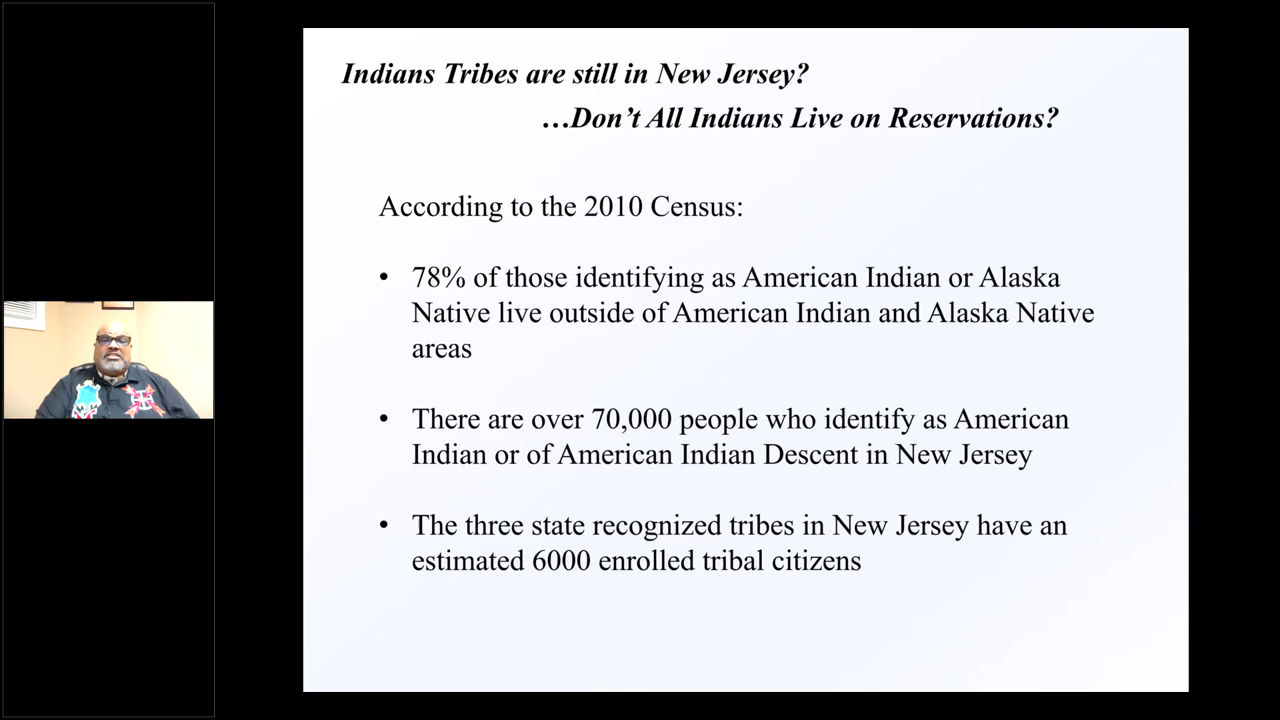 Indians Tribes are still in New Jersey?
…Don’t All Indians Live on Reservations?
According to the 2010 Census:
• 78% of those identifying as American Indian or Alaska
Native live outside of American Indian and Alaska Native
areas
• There are over 70,000 people who identify as American
Indian or of American Indian Descent in New Jersey
• The three state recognized tribes in New Jersey have an
estimated 6000 enrolled tribal citizens